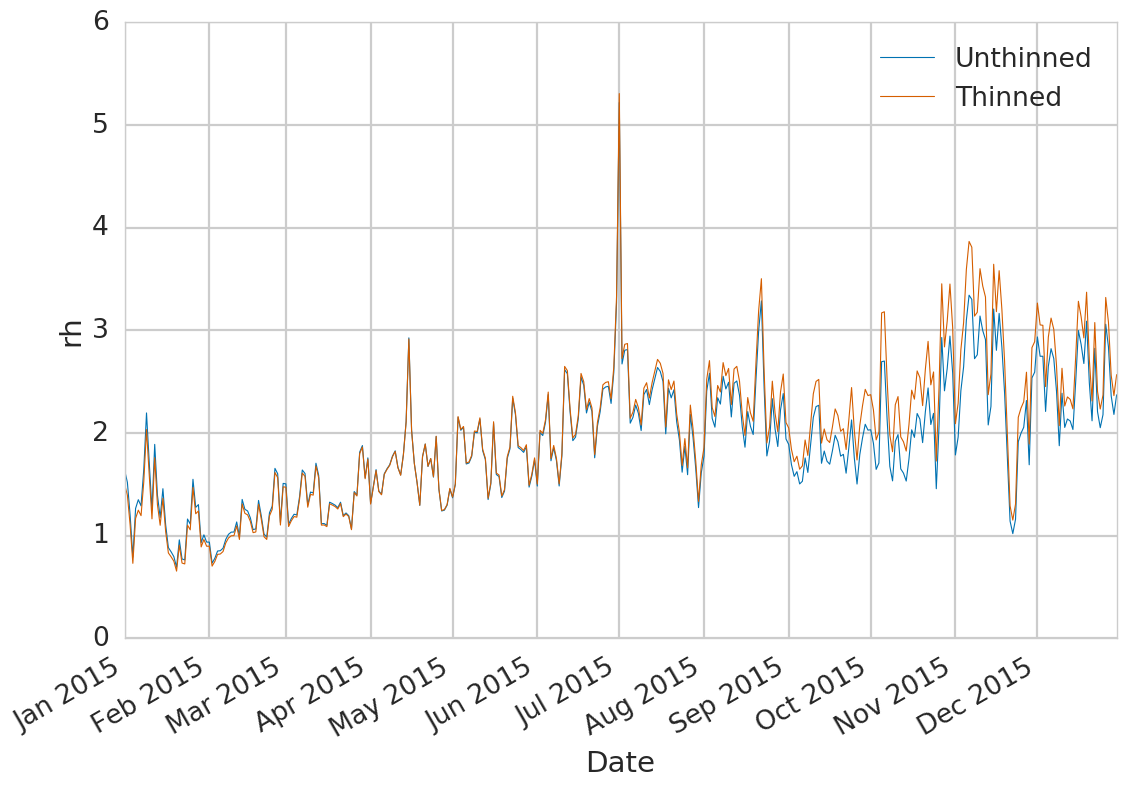 6
5
4
3
2
1
0
rh
Unthinned
Thinned
Jan 2015
Feb 2015
Mar 2015
Apr 2015
May 2015
Jun 2015
Jul 2015
Aug 2015
Sep 2015
Oct 2015
Nov 2015
Dec 2015
Date